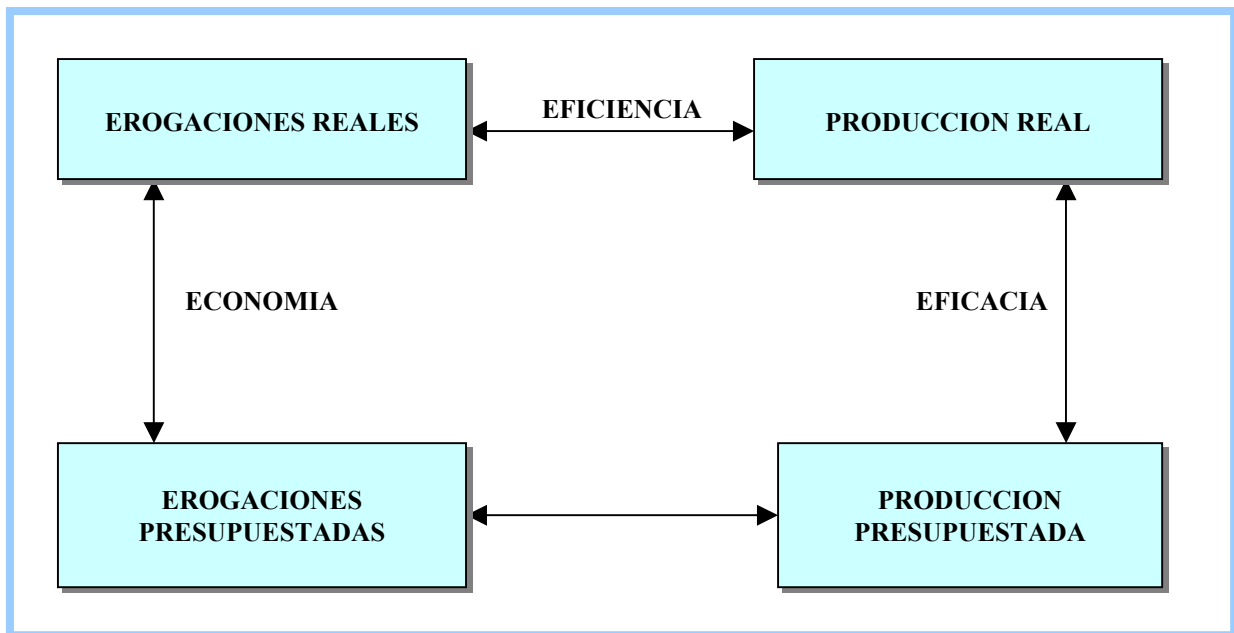 EROGACIONES REALES
EFICIENCIA
PRODUCCION REAL
ECONOMIA
EFICACIA
EROGACIONES
PRESUPUESTADAS
PRODUCCION
PRESUPUESTADA